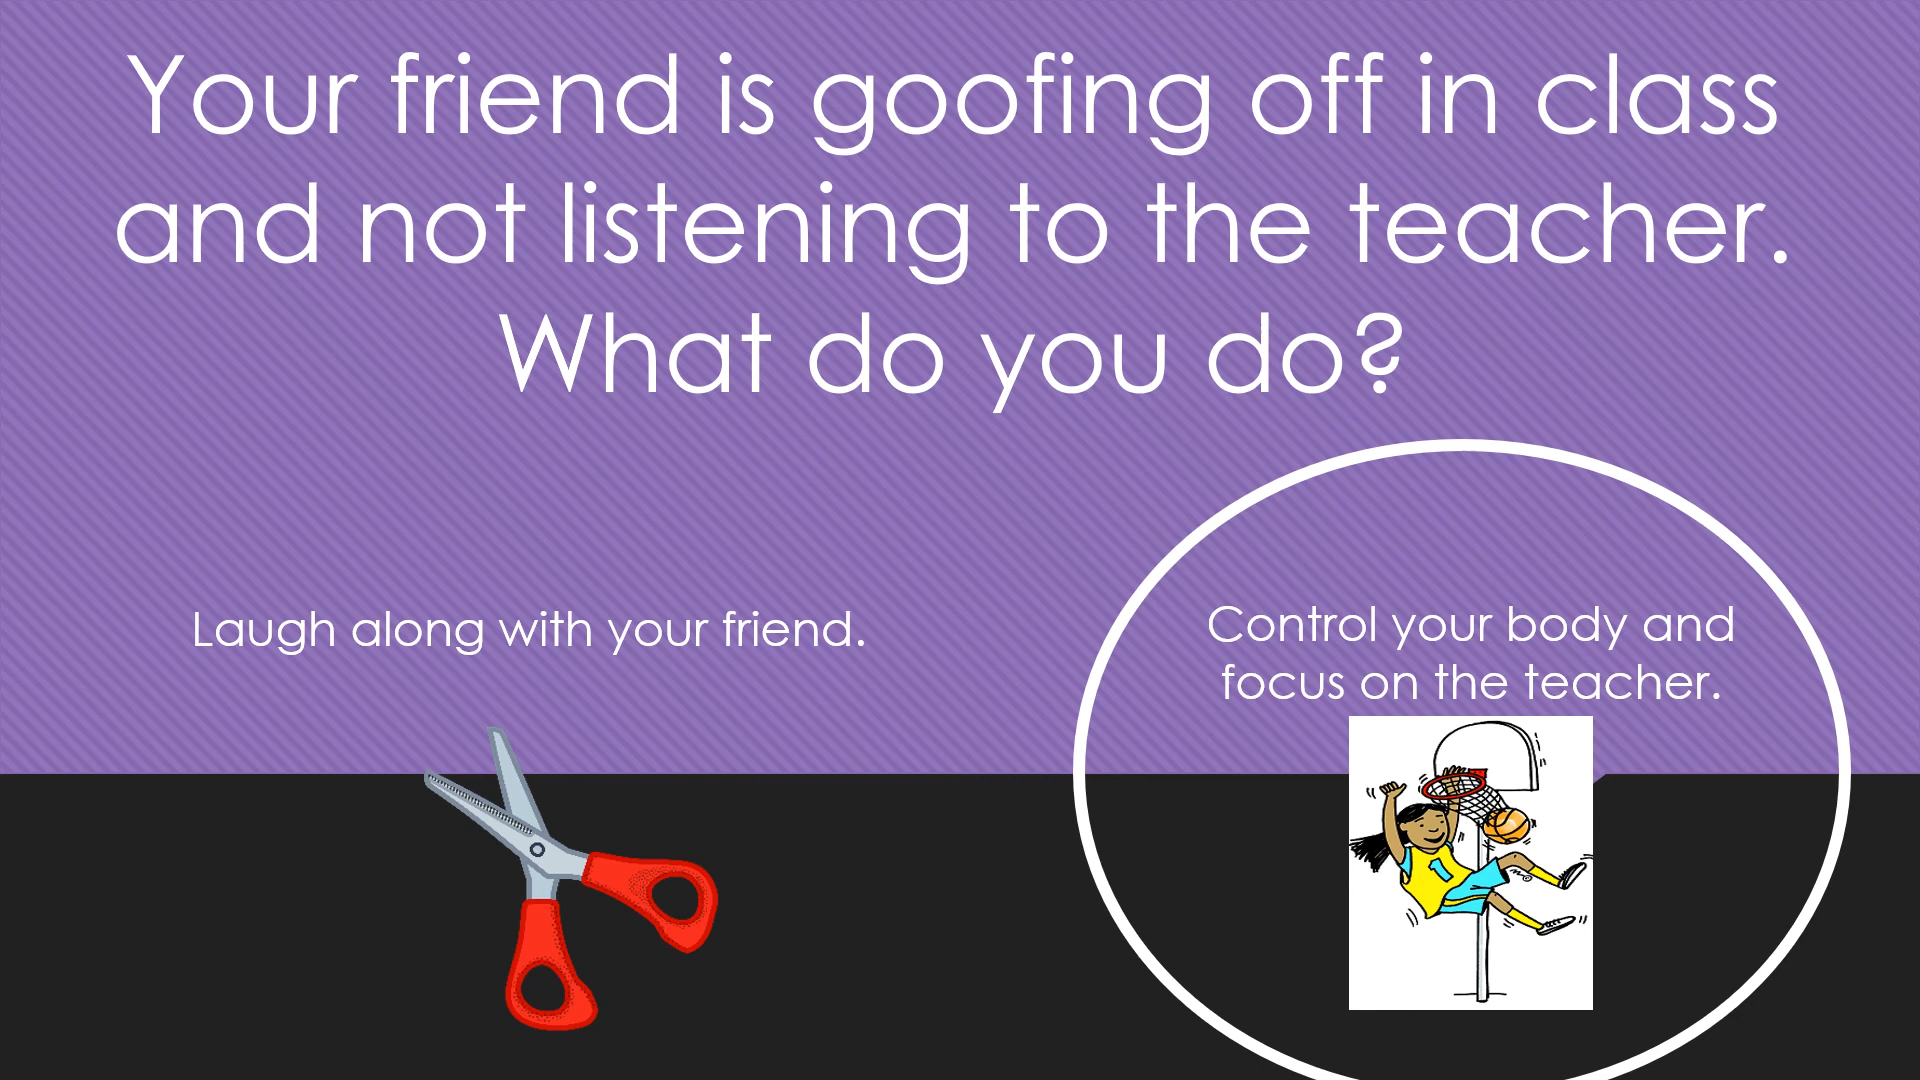 Your friend is goofing off in class
and not listening to the teacher.
What do you do?
Laugh along with your friend.
Control your body and
focus on the teacher.
1